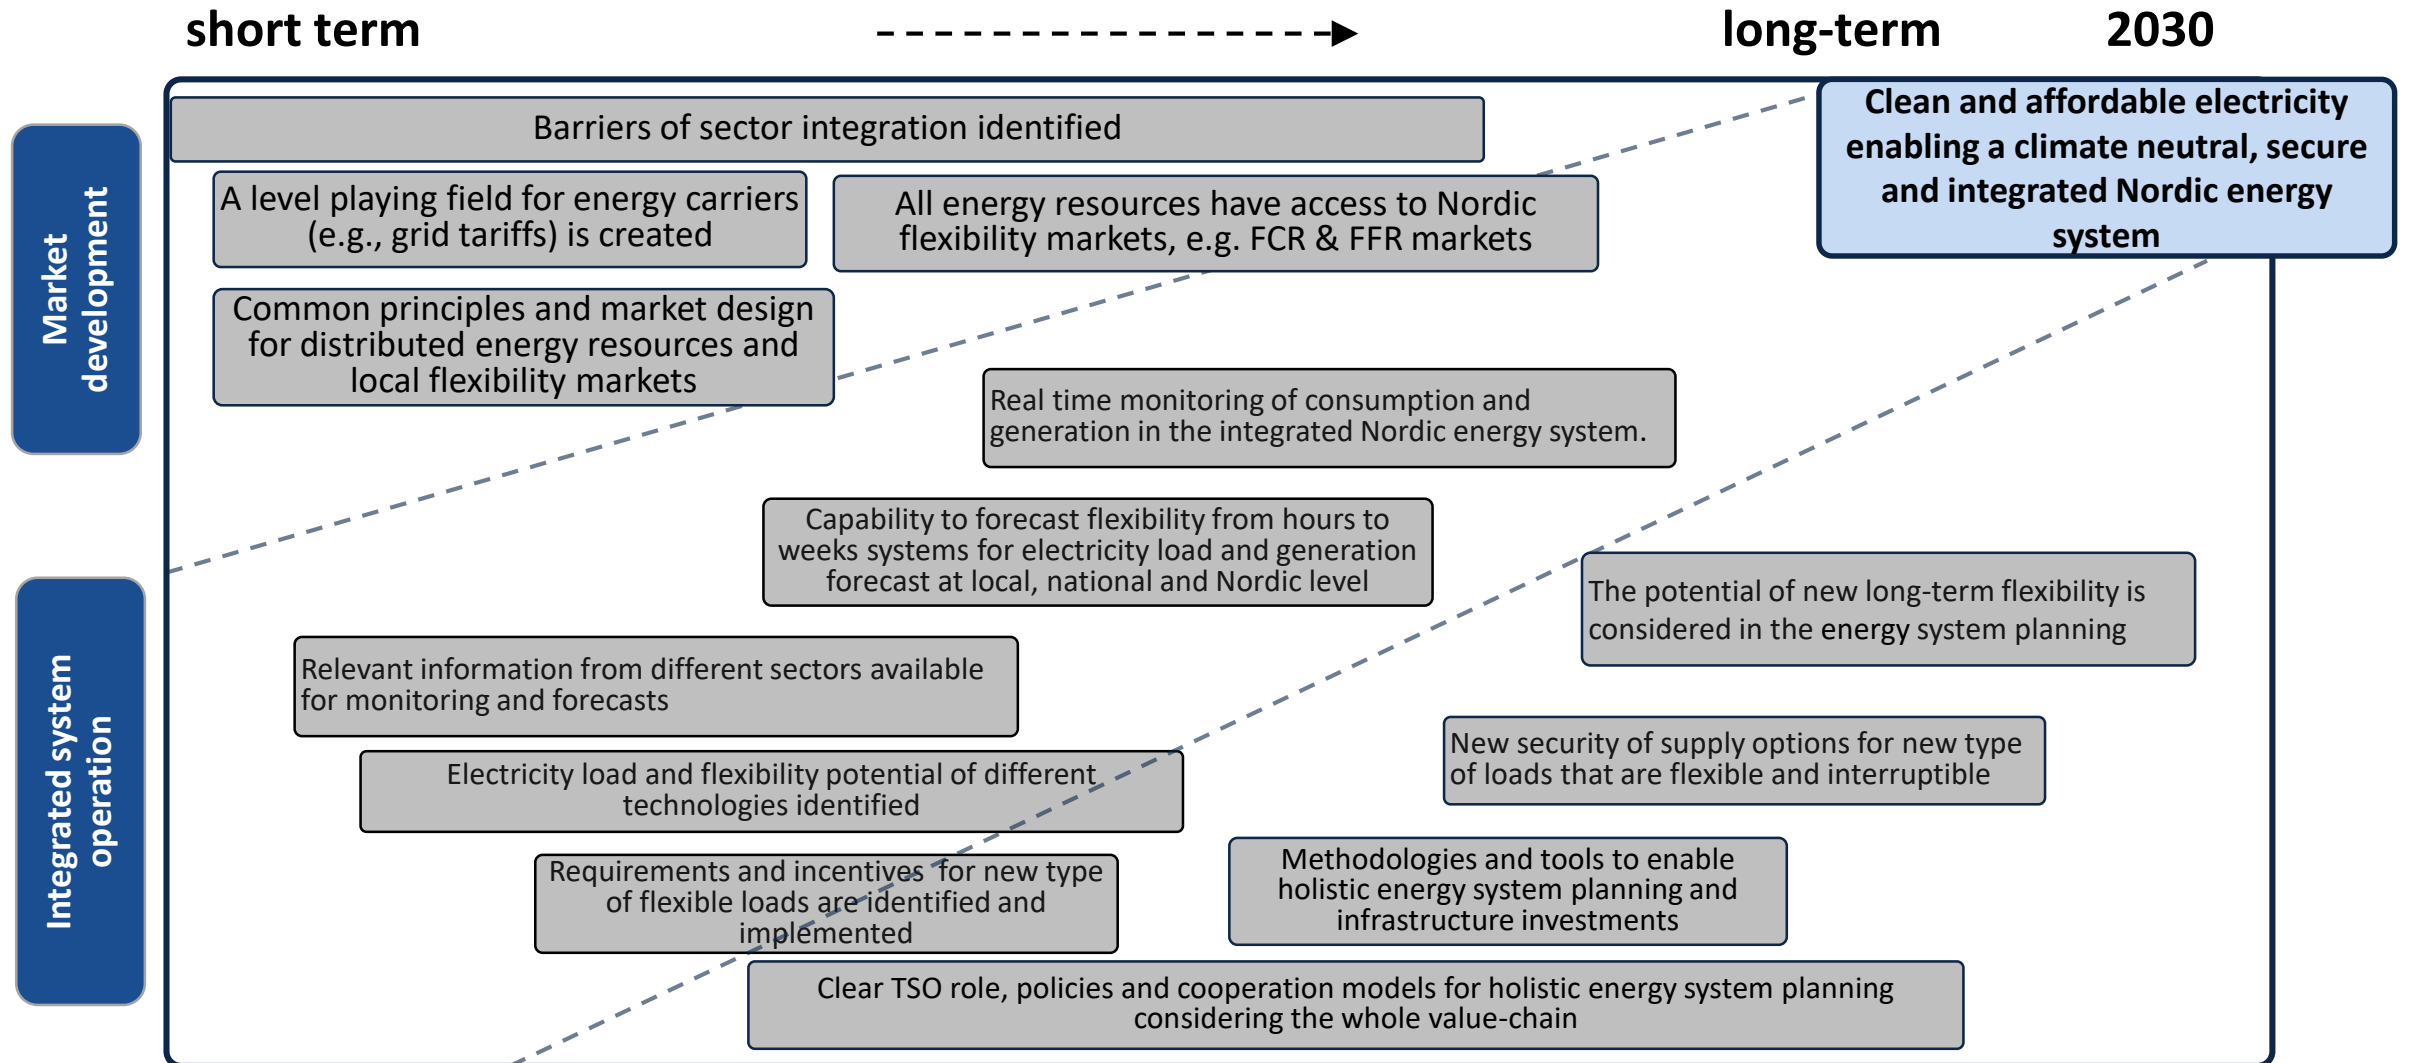 short term
long-term
2030
Market
development
Barriers of sector integration identified
Clean and affordable electricity
enabling a climate neutral, secure
and integrated Nordic energy
system
A level playing field for energy carriers
(e.g., grid tariffs) is created
All energy resources have access to Nordic
flexibility markets, e.g. FCR & FFR markets
Common principles and market design
for distributed energy resources and
local flexibility markets
Real time monitoring of consumption and
generation in the integrated Nordic energy system.
Capability to forecast flexibility from hours to
weeks systems for electricity load and generation
forecast at local, national and Nordic level
Integrated system
operation
The potential of new long-term flexibility is
considered in the energy system planning
Relevant information from different sectors available
for monitoring and forecasts
New security of supply options for new type
of loads that are flexible and interruptible
Electricity load and flexibility potential of different
technologies identified
Requirements and incentives for new type
of flexible loads are identified and
implemented
Methodologies and tools to enable
holistic energy system planning and
infrastructure investments
Clear TSO role, policies and cooperation models for holistic energy system planning
considering the whole value-chain